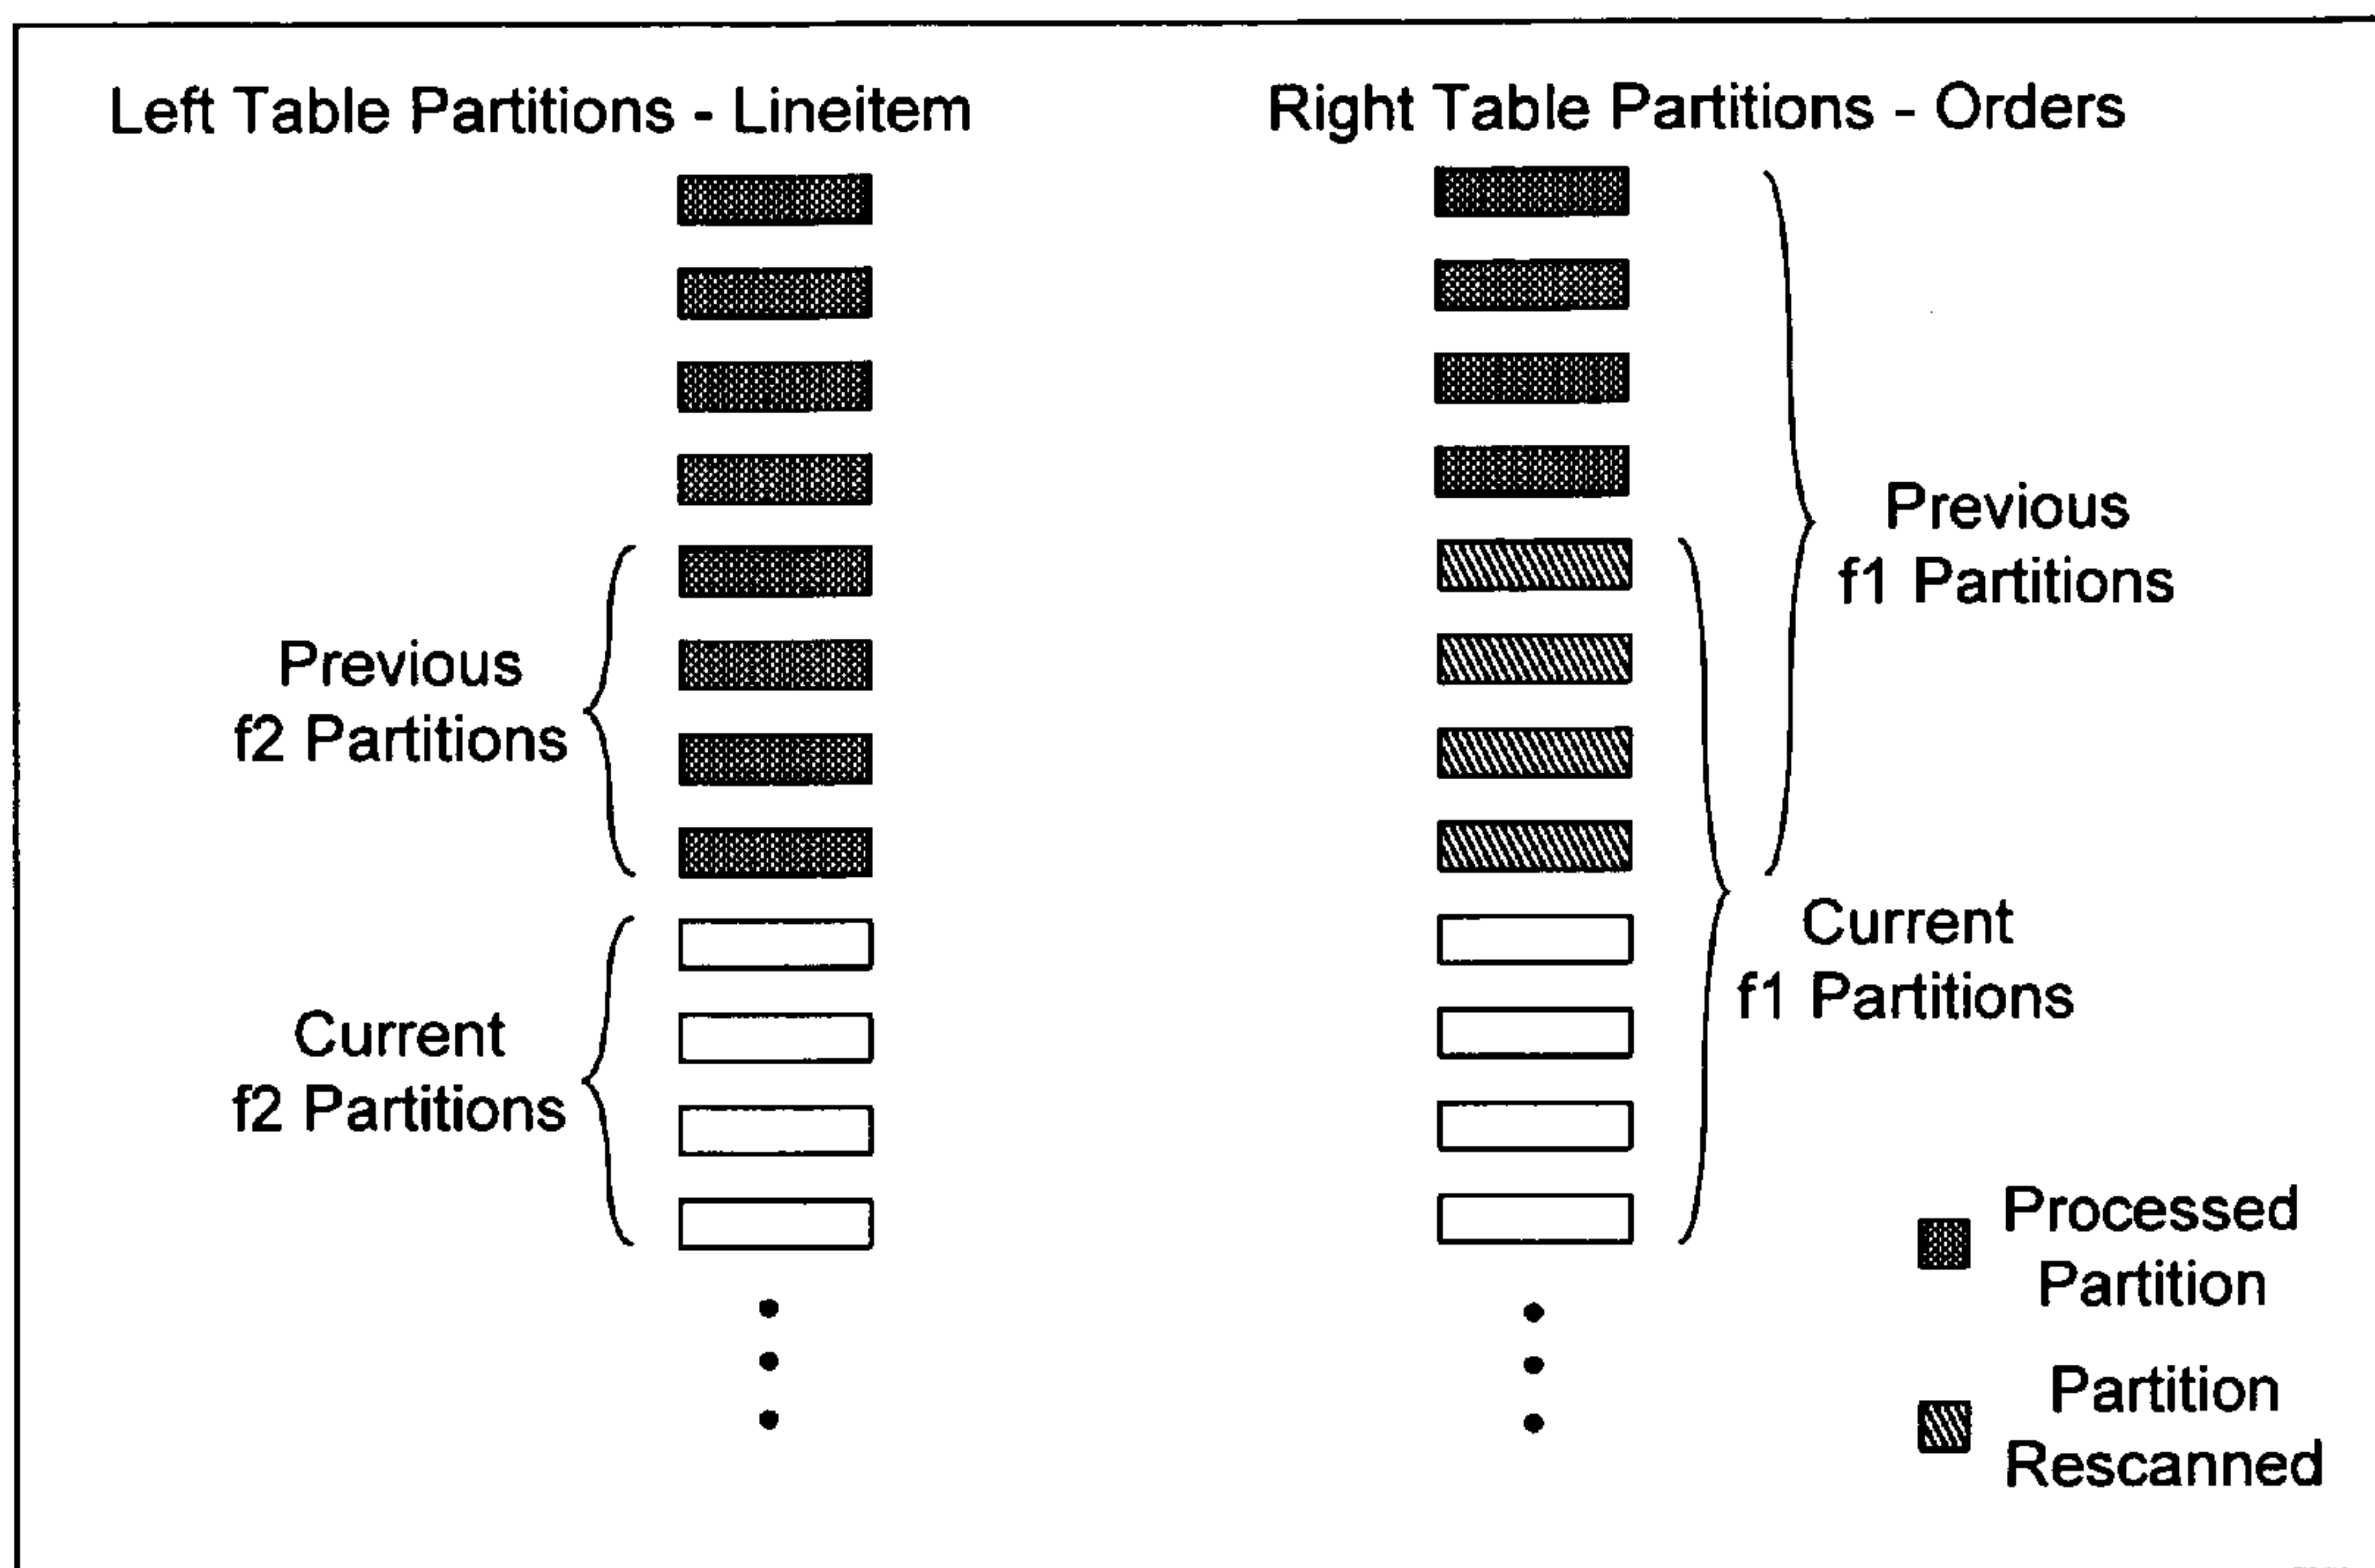 Left Table Partitions - Lineitem
Right Table Partitions - Orders
Previous
f2 Partitions
Current
f2 Partitions
Previous
f1 Partitions
Current
f1 Partitions
Processed
Partition
Partition
Rescanned